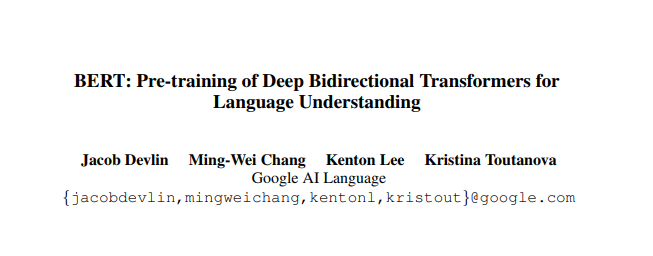 BERT: Pre-training of Deep Bidirectional Transformers for
Language Understanding
Jacob Devlin Ming-Wei Chang Kenton Lee Kristina Toutanova
Google AI Language
{jacobdevlin,mingweichang,kentonl,kristout}@google.com